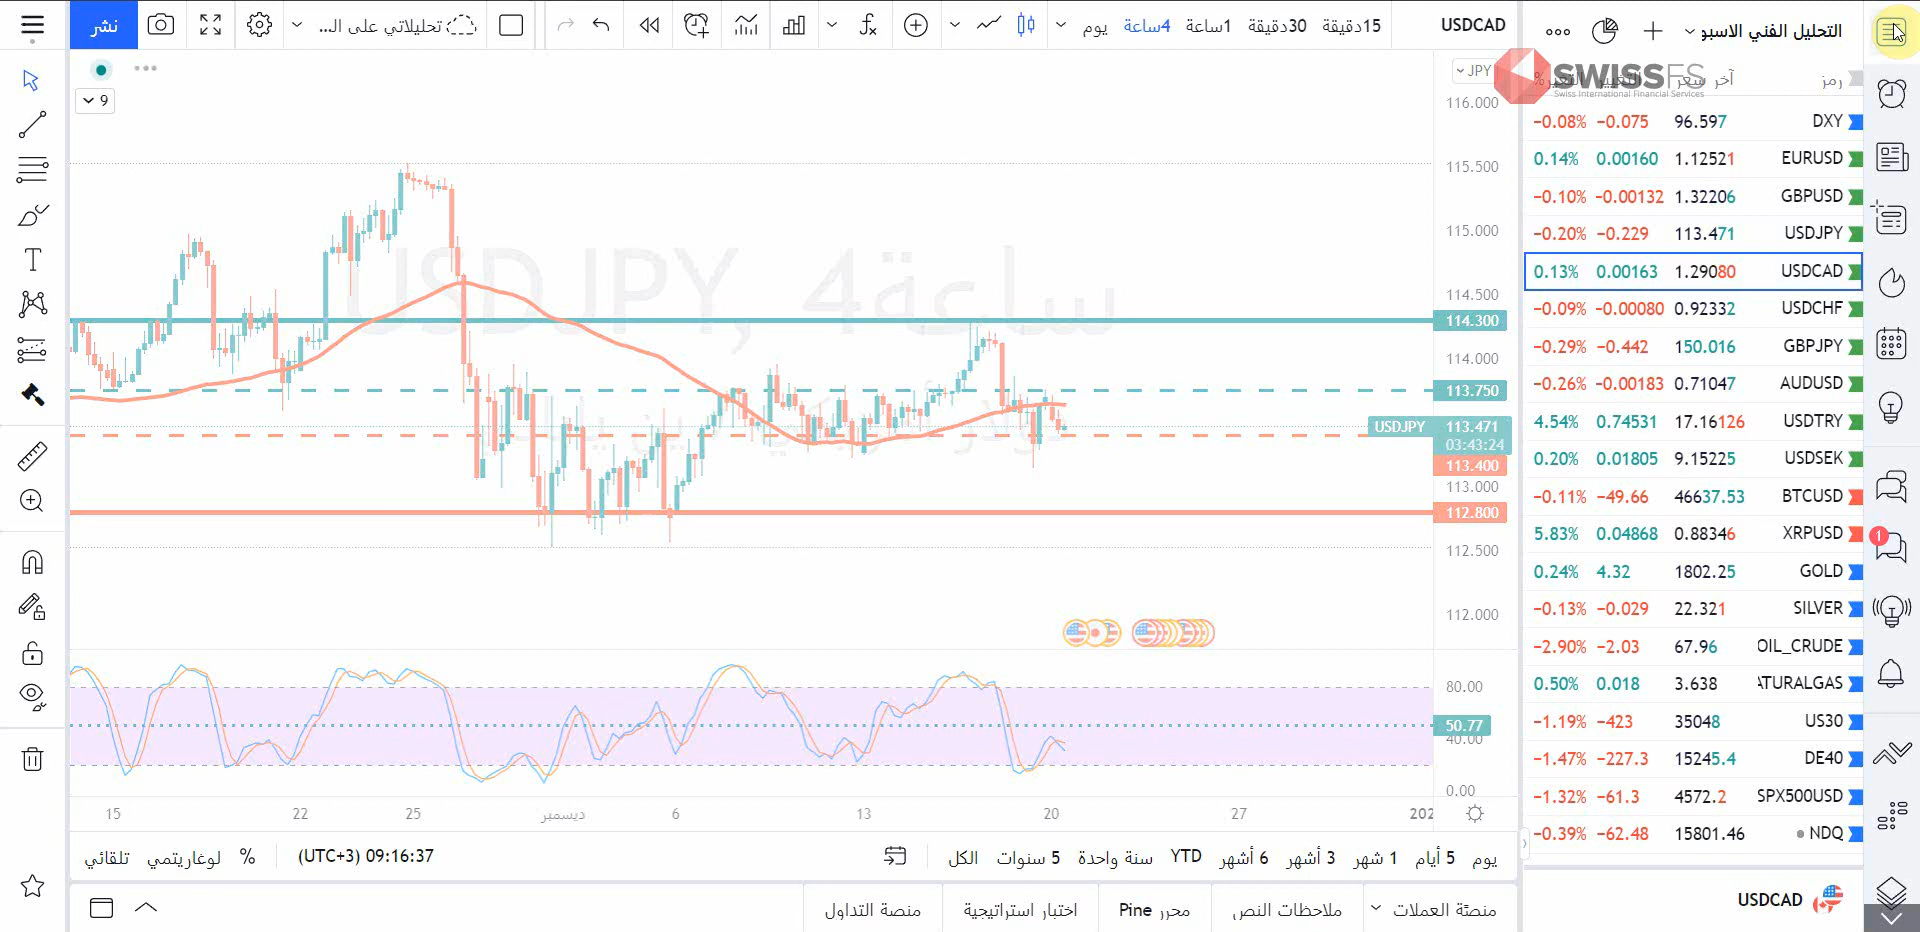 نشر
تحليلاتي على الـ...
يوم 4ساعة 1ساعة 30دقيقة 15دقيقة
USDCAD
التحليل الفني الاسبو
9
JPY
SWISSFS
Swiss International Financial Services
رمز آخر سعر التغيير التغير%
USDJPY, 4ساعة
116.000
115.500
115.000
114.500
114.300
114.000
113.750
USDJPY 113.471
03:43:24
113.400
113.000
112.800
112.500
112.000
80.00
50.77
40.00
0.00
DXY 96.597 −0.075 −0.08%
EURUSD 1.12521 0.00160 0.14%
GBPUSD 1.32206 −0.00132 −0.10%
USDJPY 113.471 −0.229 −0.20%
USDCAD 1.29080 0.00163 0.13%
USDCHF 0.92332 −0.00080 −0.09%
GBPJPY 150.016 −0.442 −0.29%
AUDUSD 0.71047 −0.00183 −0.26%
USDTRY 17.16126 0.74531 4.54%
USDSEK 9.15225 0.01805 0.20%
BTCUSD 46637.53 −49.66 −0.11%
XRPUSD 0.88346 0.04868 5.83%
GOLD 1802.25 4.32 0.24%
SILVER 22.321 −0.029 −0.13%
OIL_CRUDE 67.96 −2.03 −2.90%
ATURALGAS 3.638 0.018 0.50%
US30 35048 −423 −1.19%
DE40 15245.4 −227.3 −1.47%
SPX500USD 4572.2 −61.3 −1.32%
NDQ 15801.46 −62.48 −0.39%
1
15 22 25 ديسمبر 6 13 20 27 202
يوم 5 أيام 1 شهر 3 أشهر 6 أشهر YTD سنة واحدة 5 سنوات الكل
09:16:37 (UTC+3)
% لوغاريتمي تلقائي
منصّة العملات ملاحظات النص محرر Pine اختبار استراتيجية منصة التداول
USDCAD